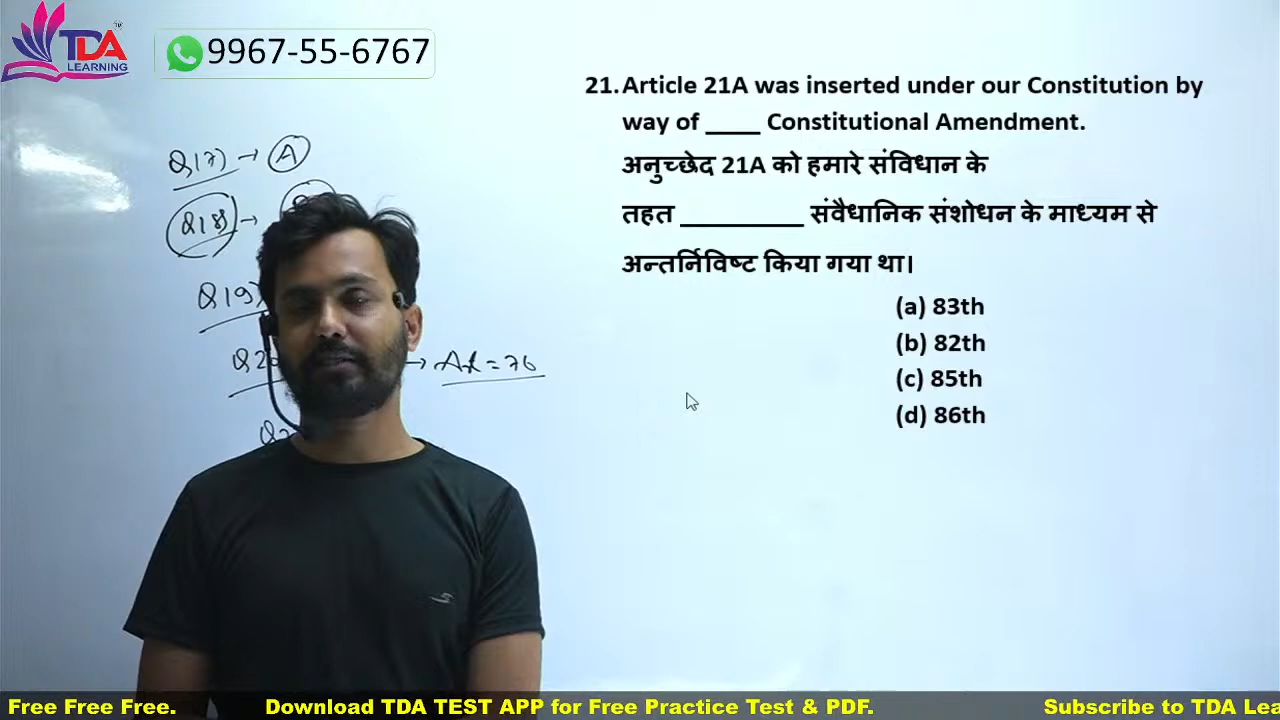 TDA
LEARNING
9967-55-6767
21. Article 21A was inserted under our Constitution by
way of ____ Constitutional Amendment.
अनुच्छेद 21A को हमारे संविधान के
तहत _________ संवैधानिक संशोधन के माध्यम से
अन्तर्निविष्ट किया गया था।
(a) 83th
(b) 82th
(c) 85th
(d) 86th
Q17) → A
Q18) →
Q19)
→ Art = 76
Free Free Free. Download TDA TEST APP for Free Practice Test & PDF. Subscribe to TDA Lea